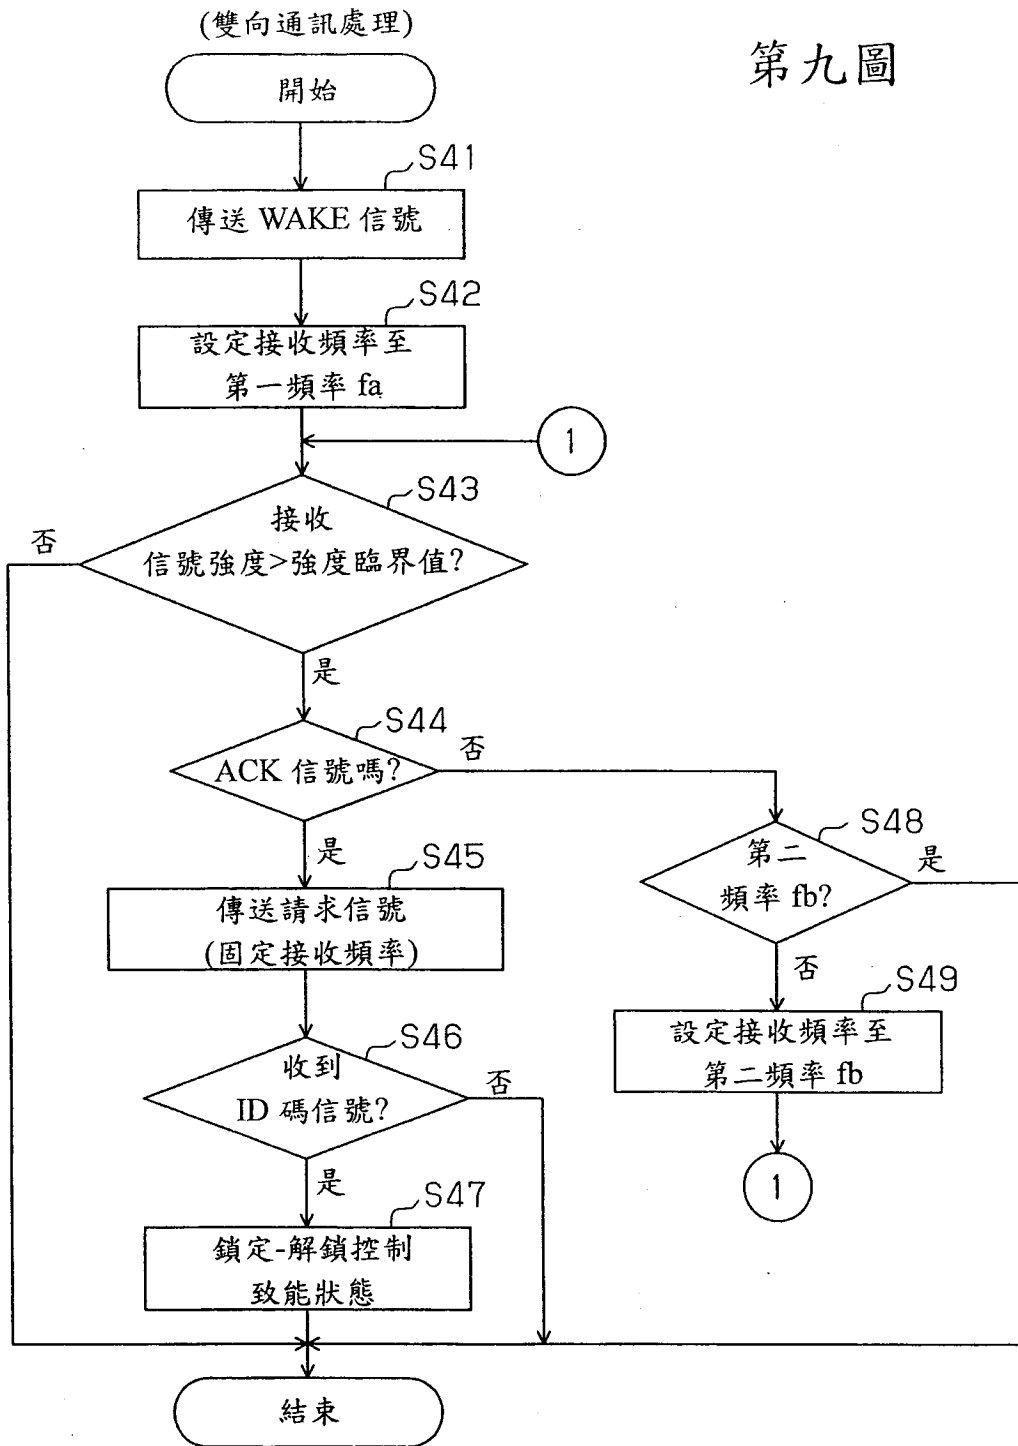 (雙向通訊處理)
第九圖
開始
S41
傳送 WAKE 信號
S42
設定接收頻率至
第一頻率 fa
1
S43
接收
信號強度>強度臨界值?
否
是
S44
ACK 信號嗎?
否
是
S48
第二
頻率 fb?
是
否
S45
傳送請求信號
(固定接收頻率)
S49
設定接收頻率至
第二頻率 fb
1
S46
收到
ID 碼信號?
否
是
S47
鎖定-解鎖控制
致能狀態
結束